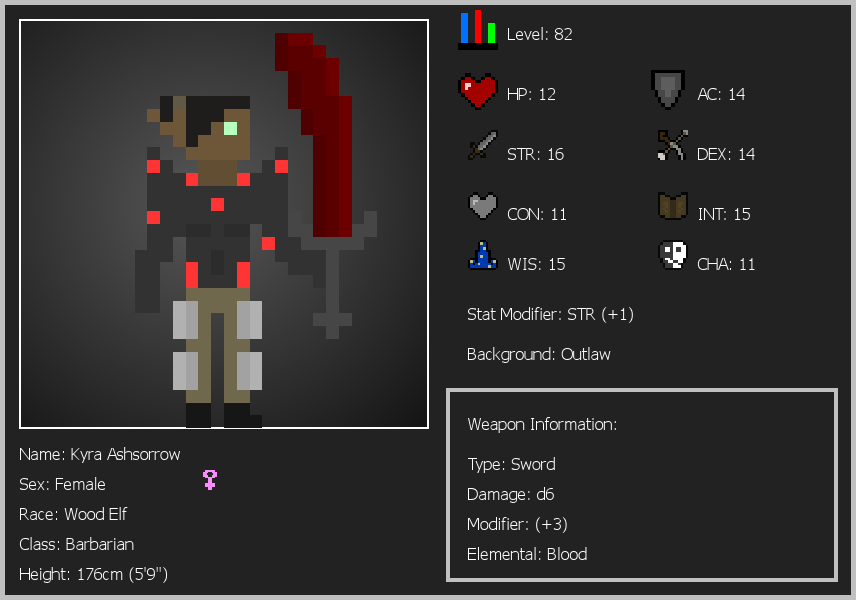 Level: 82
HP: 12
AC: 14
STR: 16
DEX: 14
CON: 11
INT: 15
WIS: 15
CHA: 11
Stat Modifier: STR (+1)
Background: Outlaw
Weapon Information:
Type: Sword
Damage: d6
Modifier: (+3)
Elemental: Blood
Name: Kyra Ashsorrow
Sex: Female
Race: Wood Elf
Class: Barbarian
Height: 176cm (5'9")